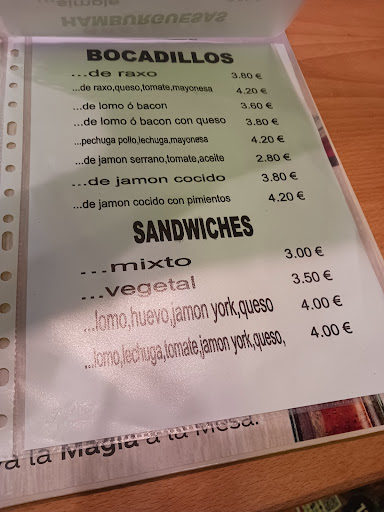 ...simple
HAMBURGUESAS
BOCADILLOS
...de raxo 3.80 €
...de raxo,queso,tomate,mayonesa 4.20 €
...de lomo ó bacon 3.60 €
...de lomo ó bacon con queso 3.80 €
...pechuga pollo,lechuga,mayonesa 4.20 €
...de jamon serrano,tomate,aceite 2.80 €
...de jamon cocido 3.80 €
...de jamon cocido con pimientos 4.20 €
SANDWICHES
...mixto 3.00 €
...vegetal 3.50 €
...lomo,huevo,jamon york,queso 4.00 €
...lomo,lechuga,tomate,jamon york,queso, 4.00 €
la Magia a la Mesa.